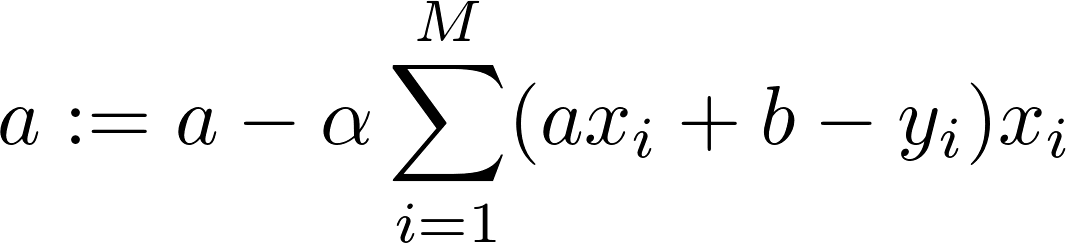 a := a − α ∑_{i=1}^{M} (ax_i + b − y_i)x_i